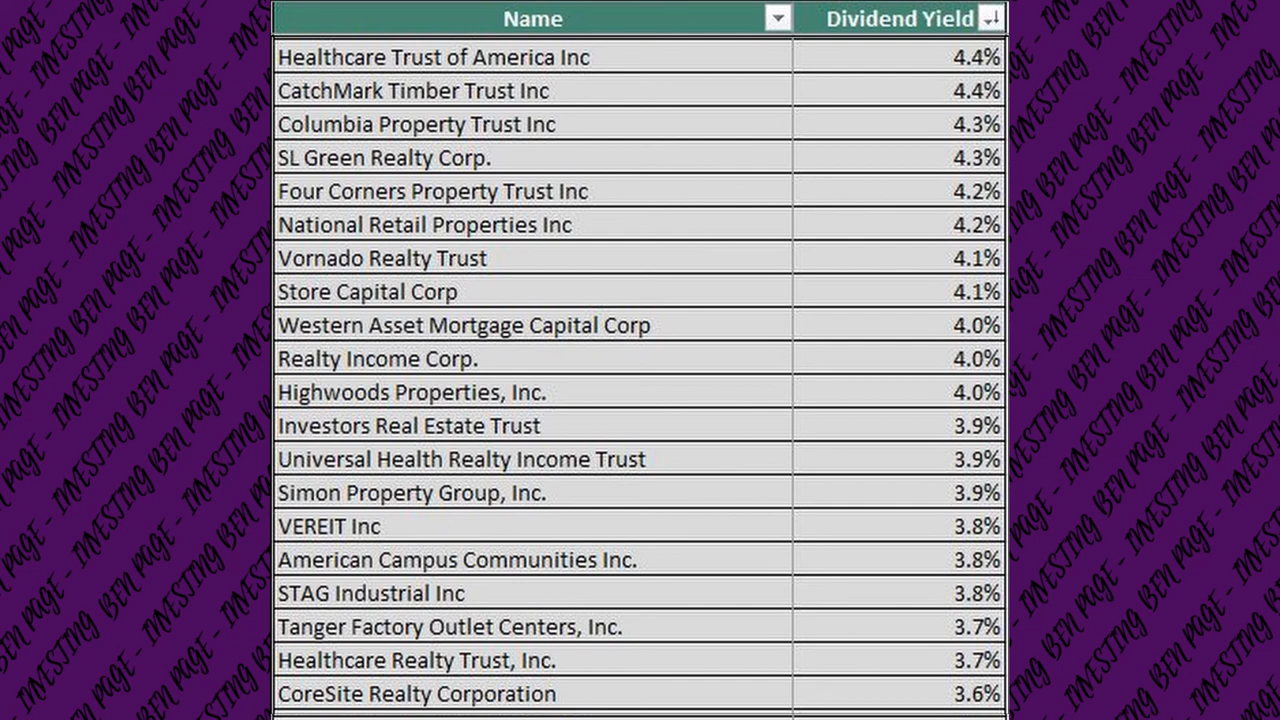 Name Dividend Yield
Healthcare Trust of America Inc 4.4%
CatchMark Timber Trust Inc 4.4%
Columbia Property Trust Inc 4.3%
SL Green Realty Corp. 4.3%
Four Corners Property Trust Inc 4.2%
National Retail Properties Inc 4.2%
Vornado Realty Trust 4.1%
Store Capital Corp 4.1%
Western Asset Mortgage Capital Corp 4.0%
Realty Income Corp. 4.0%
Highwoods Properties, Inc. 4.0%
Investors Real Estate Trust 3.9%
Universal Health Realty Income Trust 3.9%
Simon Property Group, Inc. 3.9%
VEREIT Inc 3.8%
American Campus Communities Inc. 3.8%
STAG Industrial Inc 3.8%
Tanger Factory Outlet Centers, Inc. 3.7%
Healthcare Realty Trust, Inc. 3.7%
CoreSite Realty Corporation 3.6%
BEN PAGE - INVESTING BEN PAGE - INVESTING